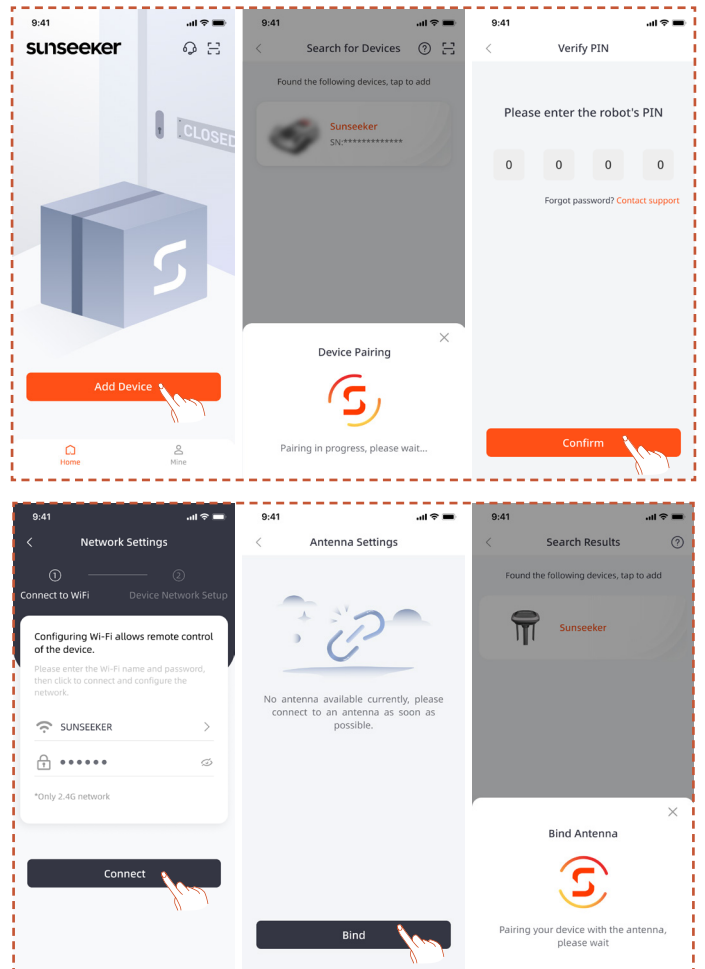 9:41
sunseeker
CLOSED
Add Device
Home
Mine
9:41
Search for Devices
Found the following devices, tap to add
Sunseeker
SN:*************
Device Pairing
Pairing in progress, please wait...
9:41
Verify PIN
Please enter the robot's PIN
0 0 0 0
Forgot password? Contact support
Confirm
9:41
Network Settings
1 2
Connect to WiFi Device Network Setup
Configuring Wi-Fi allows remote control
of the device.
Please enter the Wi-Fi name and password,
then click to connect and configure the
network.
SUNSEEKER
*Only 2.4G network
Connect
9:41
Antenna Settings
No antenna available currently, please
connect to an antenna as soon as
possible.
Bind
9:41
Search Results
Found the following devices, tap to add
Sunseeker
Bind Antenna
Pairing your device with the antenna,
please wait